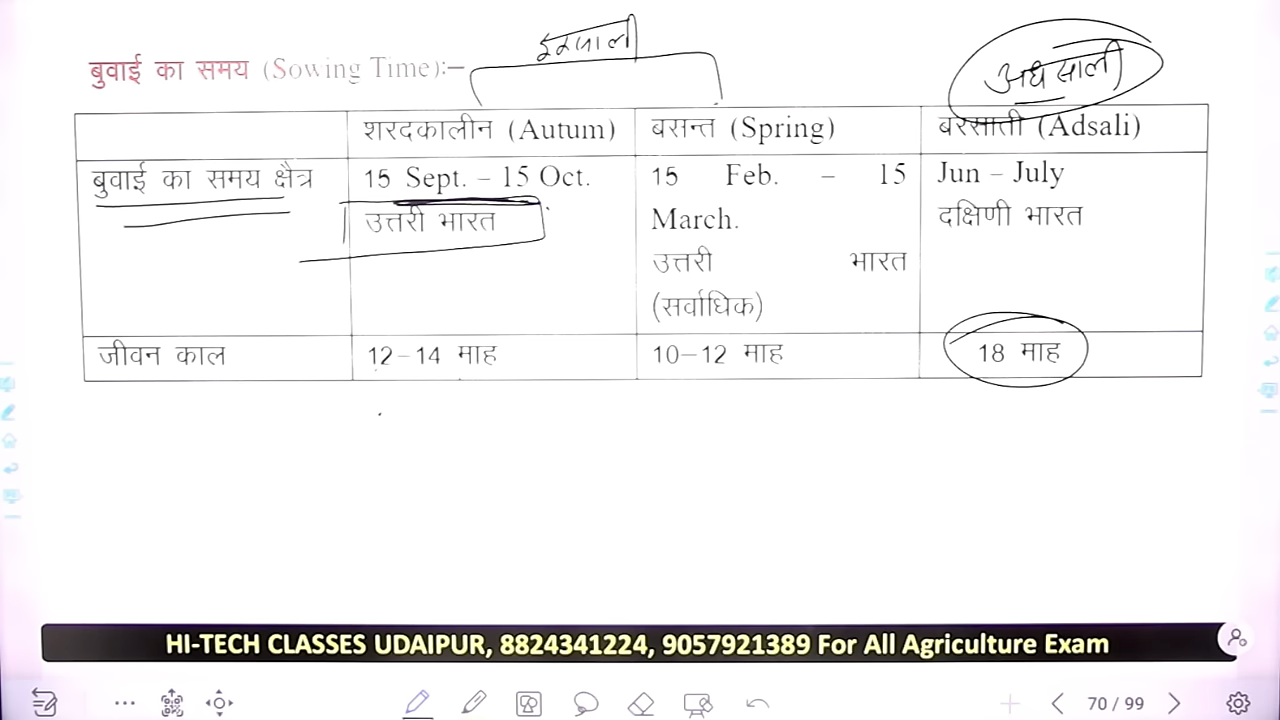 इकसाली
बुवाई का समय (Sowing Time):–
अधसाली
शरदकालीन (Autum) बसन्त (Spring) बरसाती (Adsali)
बुवाई का समय क्षैत्र 15 Sept. – 15 Oct. 15 Feb. – 15 Jun – July
उत्तरी भारत March. दक्षिणी भारत
उत्तरी भारत
(सर्वाधिक)
जीवन काल 12–14 माह 10–12 माह 18 माह
HI-TECH CLASSES UDAIPUR, 8824341224, 9057921389 For All Agriculture Exam
70 / 99